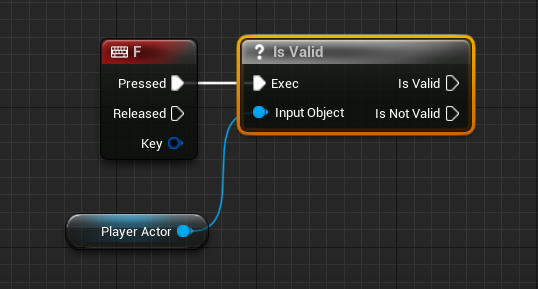 F
Pressed
Released
Key
? Is Valid
Exec
Is Valid
Input Object
Is Not Valid
Player Actor